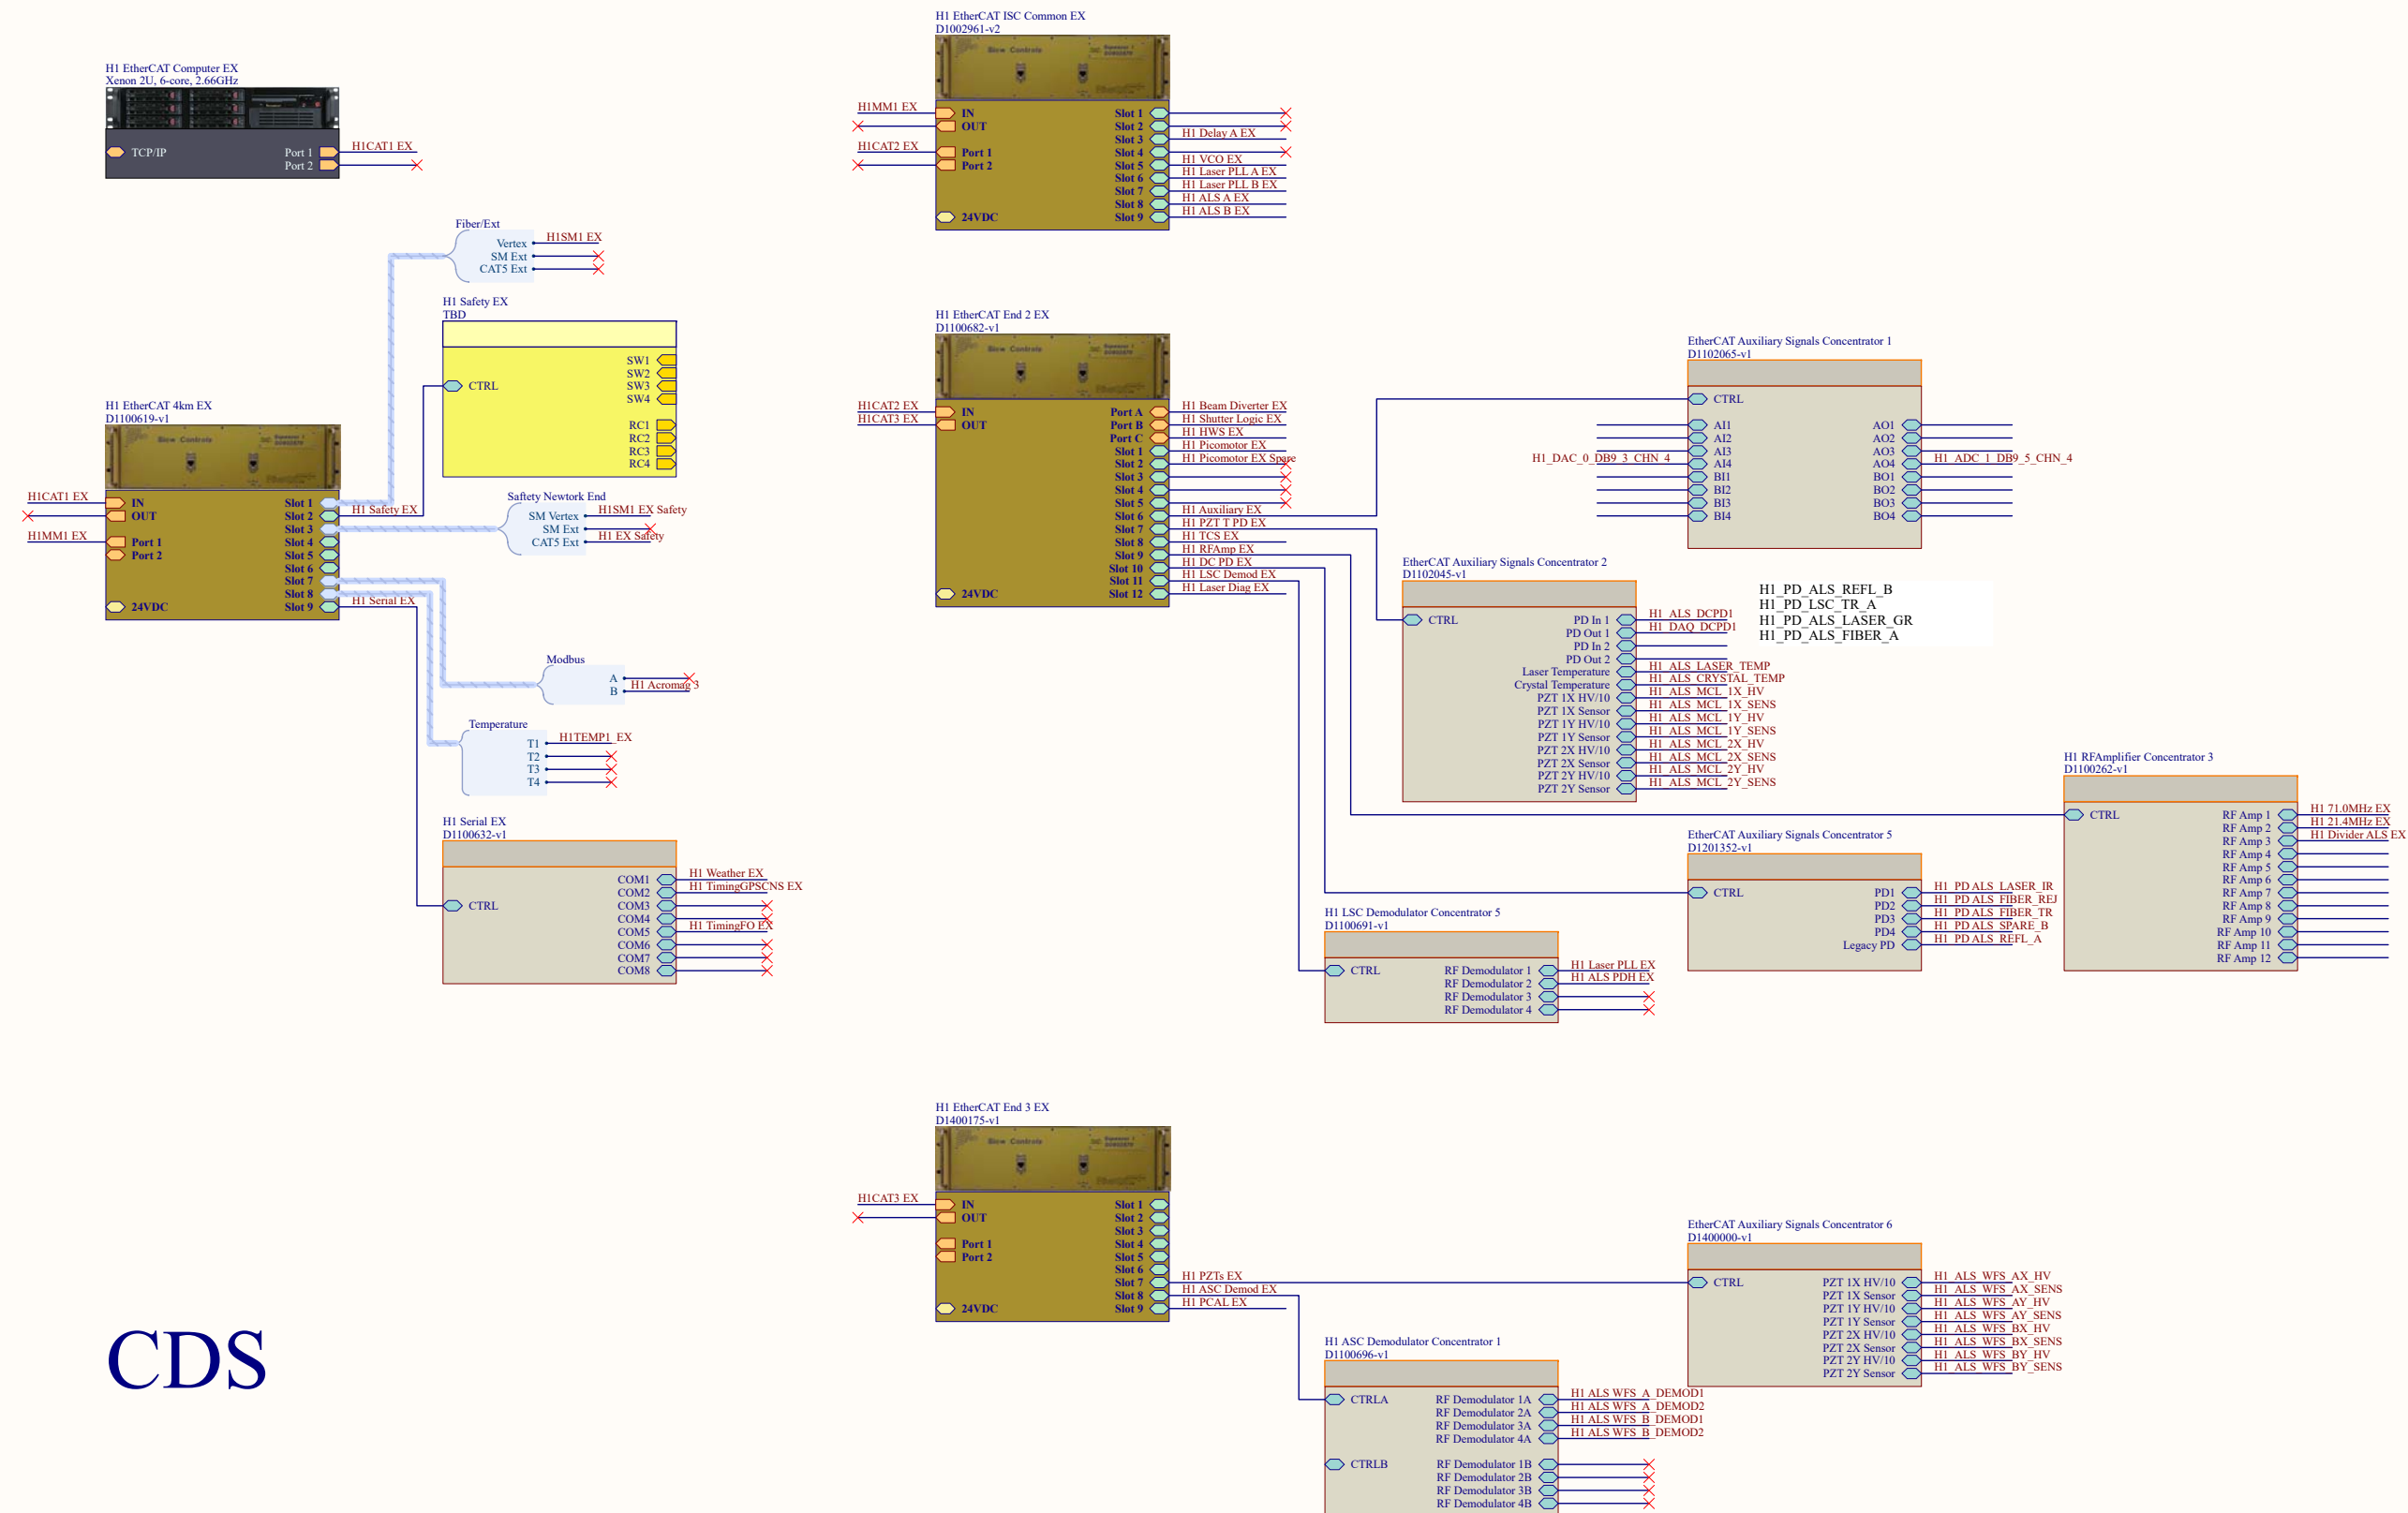 H1 EtherCAT Computer EX
Xenon 2U, 6-core, 2.66GHz
TCP/IP
Port 1
H1CAT1 EX
Port 2
H1 EtherCAT ISC Common EX
D1002961-v2
Slow Controls
H1MM1 EX
IN
Slot 1
OUT
Slot 2
Slot 3
H1 Delay A EX
H1CAT2 EX
Port 1
Slot 4
Port 2
Slot 5
H1 VCO EX
Slot 6
H1 Laser PLL A EX
Slot 7
H1 Laser PLL B EX
Slot 8
H1 ALS A EX
24VDC
Slot 9
H1 ALS B EX
Fiber/Ext
Vertex
H1SM1 EX
SM Ext
CAT5 Ext
H1 Safety EX
TBD
CTRL
SW1
SW2
SW3
SW4
RC1
RC2
RC3
RC4
H1 EtherCAT 4km EX
D1100619-v1
Slow Controls
H1CAT1 EX
IN
Slot 1
OUT
Slot 2
H1 Safety EX
Slot 3
H1MM1 EX
Port 1
Slot 4
Port 2
Slot 5
Slot 6
Slot 7
Slot 8
24VDC
Slot 9
H1 Serial EX
Saftety Newtork End
SM Vertex
H1SM1 EX Safety
SM Ext
CAT5 Ext
H1 EX Safety
Modbus
A
B
H1 Acromag 3
Temperature
T1
H1TEMP1_EX
T2
T3
T4
H1 Serial EX
D1100632-v1
CTRL
COM1
H1 Weather EX
COM2
H1 TimingGPSCNS EX
COM3
COM4
COM5
H1 TimingFO EX
COM6
COM7
COM8
H1 EtherCAT End 2 EX
D1100682-v1
Slow Controls
H1CAT2 EX
IN
Port A
H1 Beam Diverter EX
H1CAT3 EX
OUT
Port B
H1 Shutter Logic EX
Port C
H1 HWS EX
Slot 1
H1 Picomotor EX
Slot 2
H1 Picomotor EX Spare
Slot 3
Slot 4
Slot 5
Slot 6
H1 Auxiliary EX
Slot 7
H1 PZT T PD EX
Slot 8
H1 TCS EX
Slot 9
H1 RFAmp EX
Slot 10
H1 DC PD EX
Slot 11
H1 LSC Demod EX
24VDC
Slot 12
H1 Laser Diag EX
EtherCAT Auxiliary Signals Concentrator 1
D1102065-v1
CTRL
AI1
AO1
AI2
AO2
AI3
AO3
H1_DAC_0_DB9_3_CHN_4
AI4
AO4
H1_ADC_1_DB9_5_CHN_4
BI1
BO1
BI2
BO2
BI3
BO3
BI4
BO4
EtherCAT Auxiliary Signals Concentrator 2
D1102045-v1
CTRL
PD In 1
H1_ALS_DCPD1
PD Out 1
H1_DAQ_DCPD1
PD In 2
PD Out 2
Laser Temperature
H1_ALS_LASER_TEMP
Crystal Temperature
H1_ALS_CRYSTAL_TEMP
PZT 1X HV/10
H1_ALS_MCL_1X_HV
PZT 1X Sensor
H1_ALS_MCL_1X_SENS
PZT 1Y HV/10
H1_ALS_MCL_1Y_HV
PZT 1Y Sensor
H1_ALS_MCL_1Y_SENS
PZT 2X HV/10
H1_ALS_MCL_2X_HV
PZT 2X Sensor
H1_ALS_MCL_2X_SENS
PZT 2Y HV/10
H1_ALS_MCL_2Y_HV
PZT 2Y Sensor
H1_ALS_MCL_2Y_SENS
H1_PD_ALS_REFL_B
H1_PD_LSC_TR_A
H1_PD_ALS_LASER_GR
H1_PD_ALS_FIBER_A
H1 RFAmplifier Concentrator 3
D1100262-v1
CTRL
RF Amp 1
H1 71.0MHz EX
RF Amp 2
H1 21.4MHz EX
RF Amp 3
H1 Divider ALS EX
RF Amp 4
RF Amp 5
RF Amp 6
RF Amp 7
RF Amp 8
RF Amp 9
RF Amp 10
RF Amp 11
RF Amp 12
EtherCAT Auxiliary Signals Concentrator 5
D1201352-v1
CTRL
PD1
H1_PD ALS_LASER_IR
PD2
H1_PD ALS_FIBER_REJ
PD3
H1_PD ALS_FIBER_TR
PD4
H1_PD ALS_SPARE_B
Legacy PD
H1_PD ALS_REFL_A
H1 LSC Demodulator Concentrator 5
D1100691-v1
CTRL
RF Demodulator 1
H1 Laser PLL EX
RF Demodulator 2
H1 ALS PDH EX
RF Demodulator 3
RF Demodulator 4
H1 EtherCAT End 3 EX
D1400175-v1
Slow Controls
H1CAT3 EX
IN
Slot 1
OUT
Slot 2
Slot 3
Port 1
Slot 4
Port 2
Slot 5
Slot 6
Slot 7
H1 PZTs EX
Slot 8
H1 ASC Demod EX
24VDC
Slot 9
H1 PCAL EX
EtherCAT Auxiliary Signals Concentrator 6
D1400000-v1
CTRL
PZT 1X HV/10
H1_ALS_WFS_AX_HV
PZT 1X Sensor
H1_ALS_WFS_AX_SENS
PZT 1Y HV/10
H1_ALS_WFS_AY_HV
PZT 1Y Sensor
H1_ALS_WFS_AY_SENS
PZT 2X HV/10
H1_ALS_WFS_BX_HV
PZT 2X Sensor
H1_ALS_WFS_BX_SENS
PZT 2Y HV/10
H1_ALS_WFS_BY_HV
PZT 2Y Sensor
H1_ALS_WFS_BY_SENS
H1 ASC Demodulator Concentrator 1
D1100696-v1
CTRLA
RF Demodulator 1A
H1 ALS WFS_A_DEMOD1
RF Demodulator 2A
H1 ALS WFS_A_DEMOD2
RF Demodulator 3A
H1 ALS WFS_B_DEMOD1
RF Demodulator 4A
H1 ALS WFS_B_DEMOD2
CTRLB
RF Demodulator 1B
RF Demodulator 2B
RF Demodulator 3B
RF Demodulator 4B
CDS